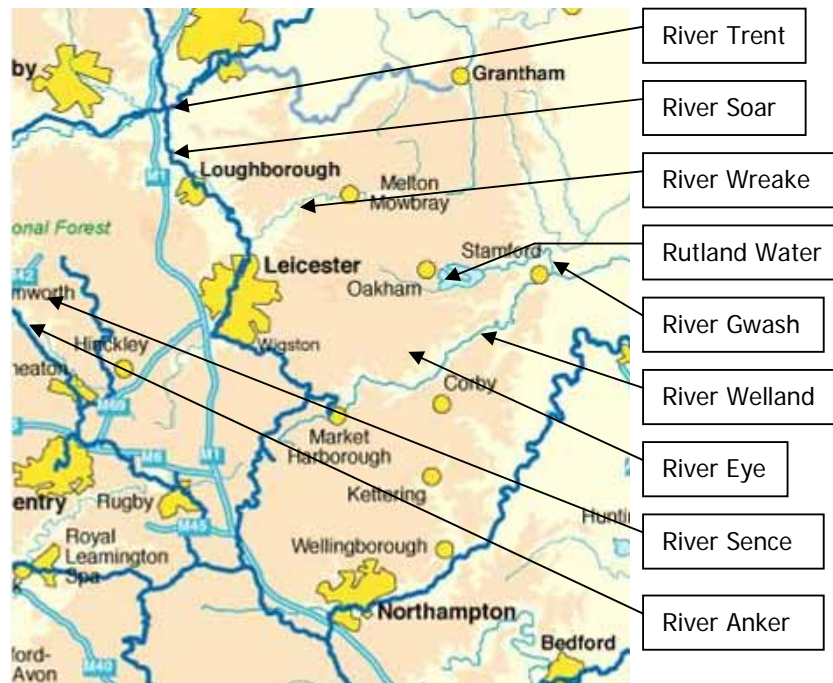 by
Grantham
M1
Loughborough
Melton
Mowbray
onal Forest
Leicester
Stamford
Oakham
M42
mworth
Hinckley
Wigston
neaton
Corby
M69
Market
Harborough
M6
M1
entry
Rugby
Kettering
M45
Royal
Leamington
Spa
Wellingborough
Northampton
Bedford
ford-
Avon
M40
River Trent
River Soar
River Wreake
Rutland Water
River Gwash
River Welland
River Eye
River Sence
River Anker